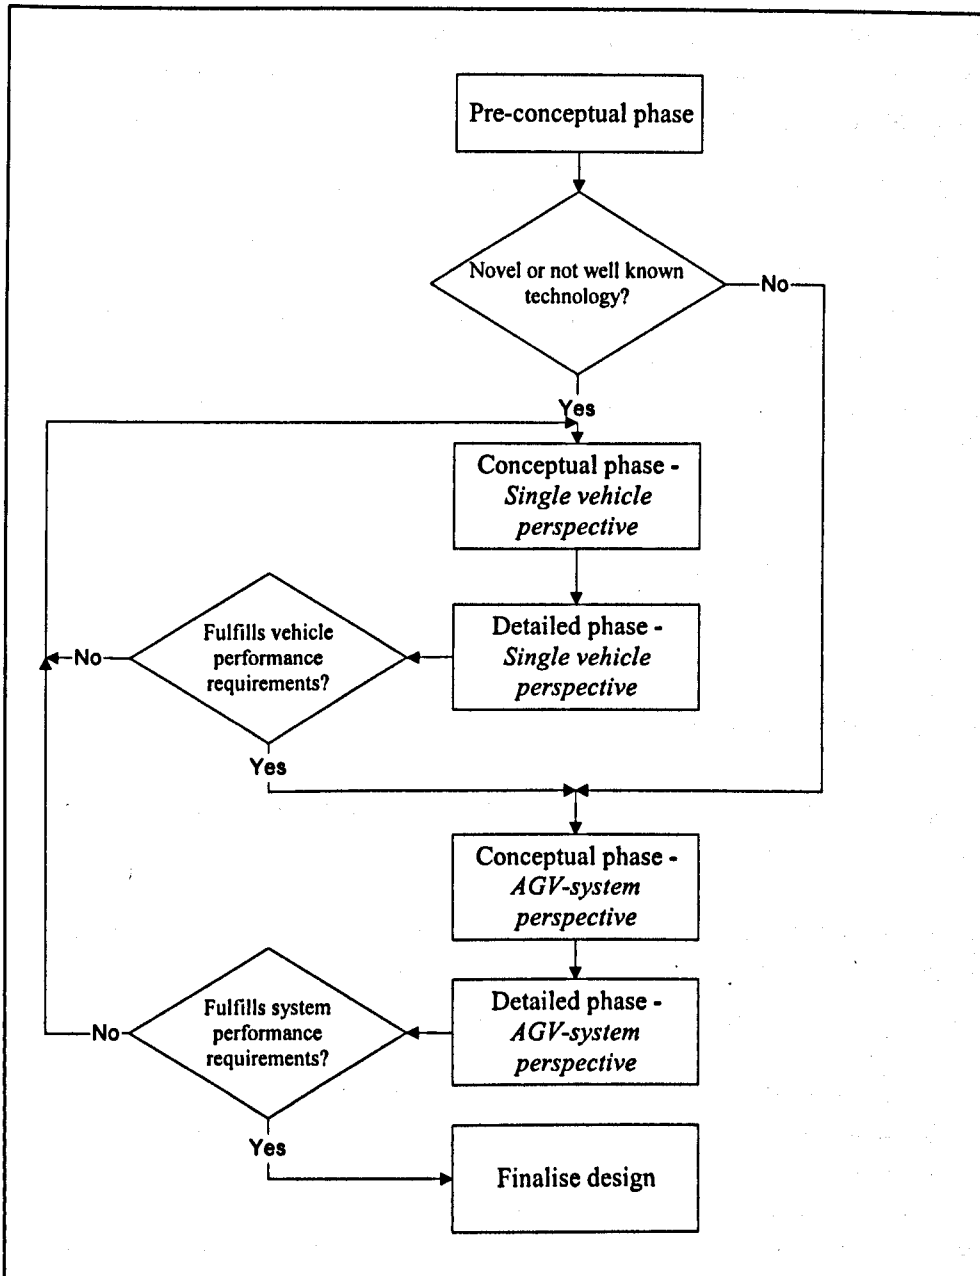 Pre-conceptual phase
Novel or not well known
technology?
No
Yes
Conceptual phase -
Single vehicle
perspective
Detailed phase -
Single vehicle
perspective
Fulfills vehicle
performance
requirements?
No
Yes
Conceptual phase -
AGV-system
perspective
Detailed phase -
AGV-system
perspective
Fulfills system
performance
requirements?
No
Yes
Finalise design